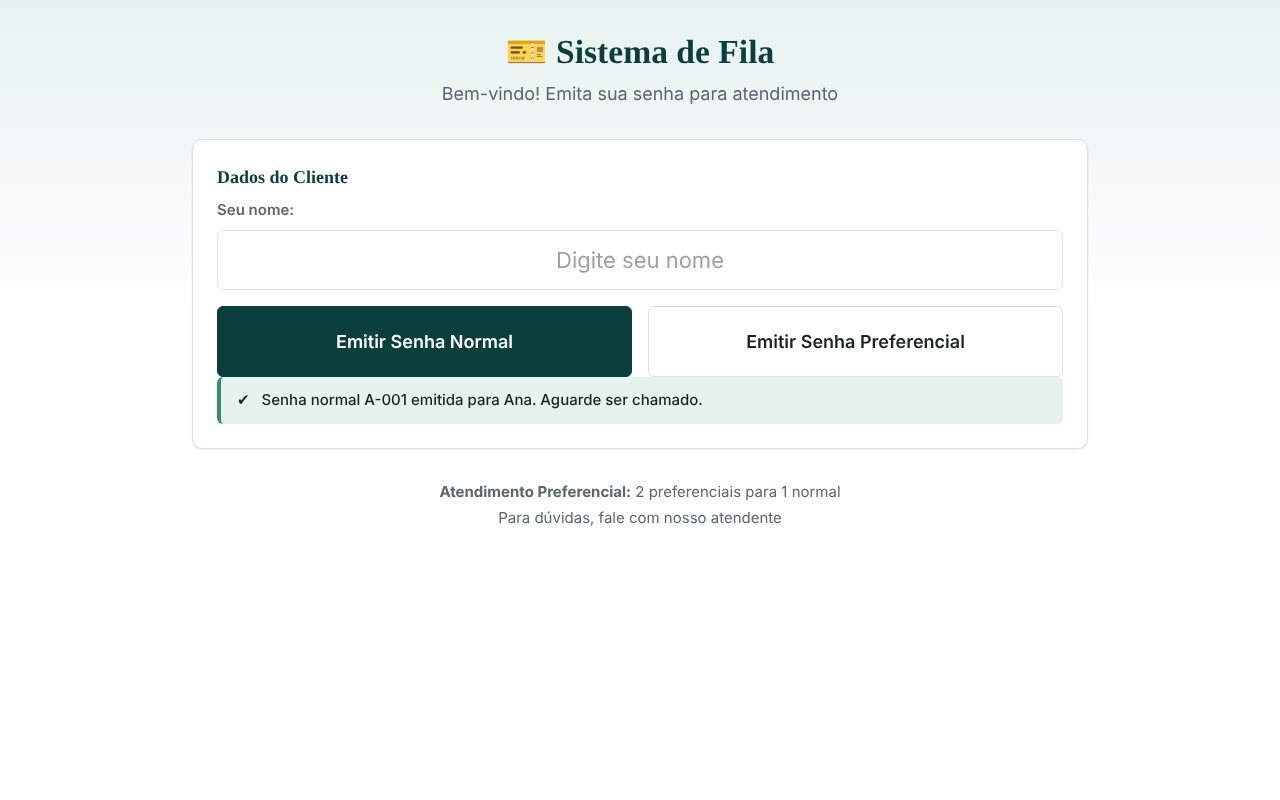 🎫 Sistema de Fila
Bem-vindo! Emita sua senha para atendimento
Dados do Cliente
Seu nome:
Digite seu nome
Emitir Senha Normal
Emitir Senha Preferencial
✔ Senha normal A-001 emitida para Ana. Aguarde ser chamado.
Atendimento Preferencial: 2 preferenciais para 1 normal
Para dúvidas, fale com nosso atendente